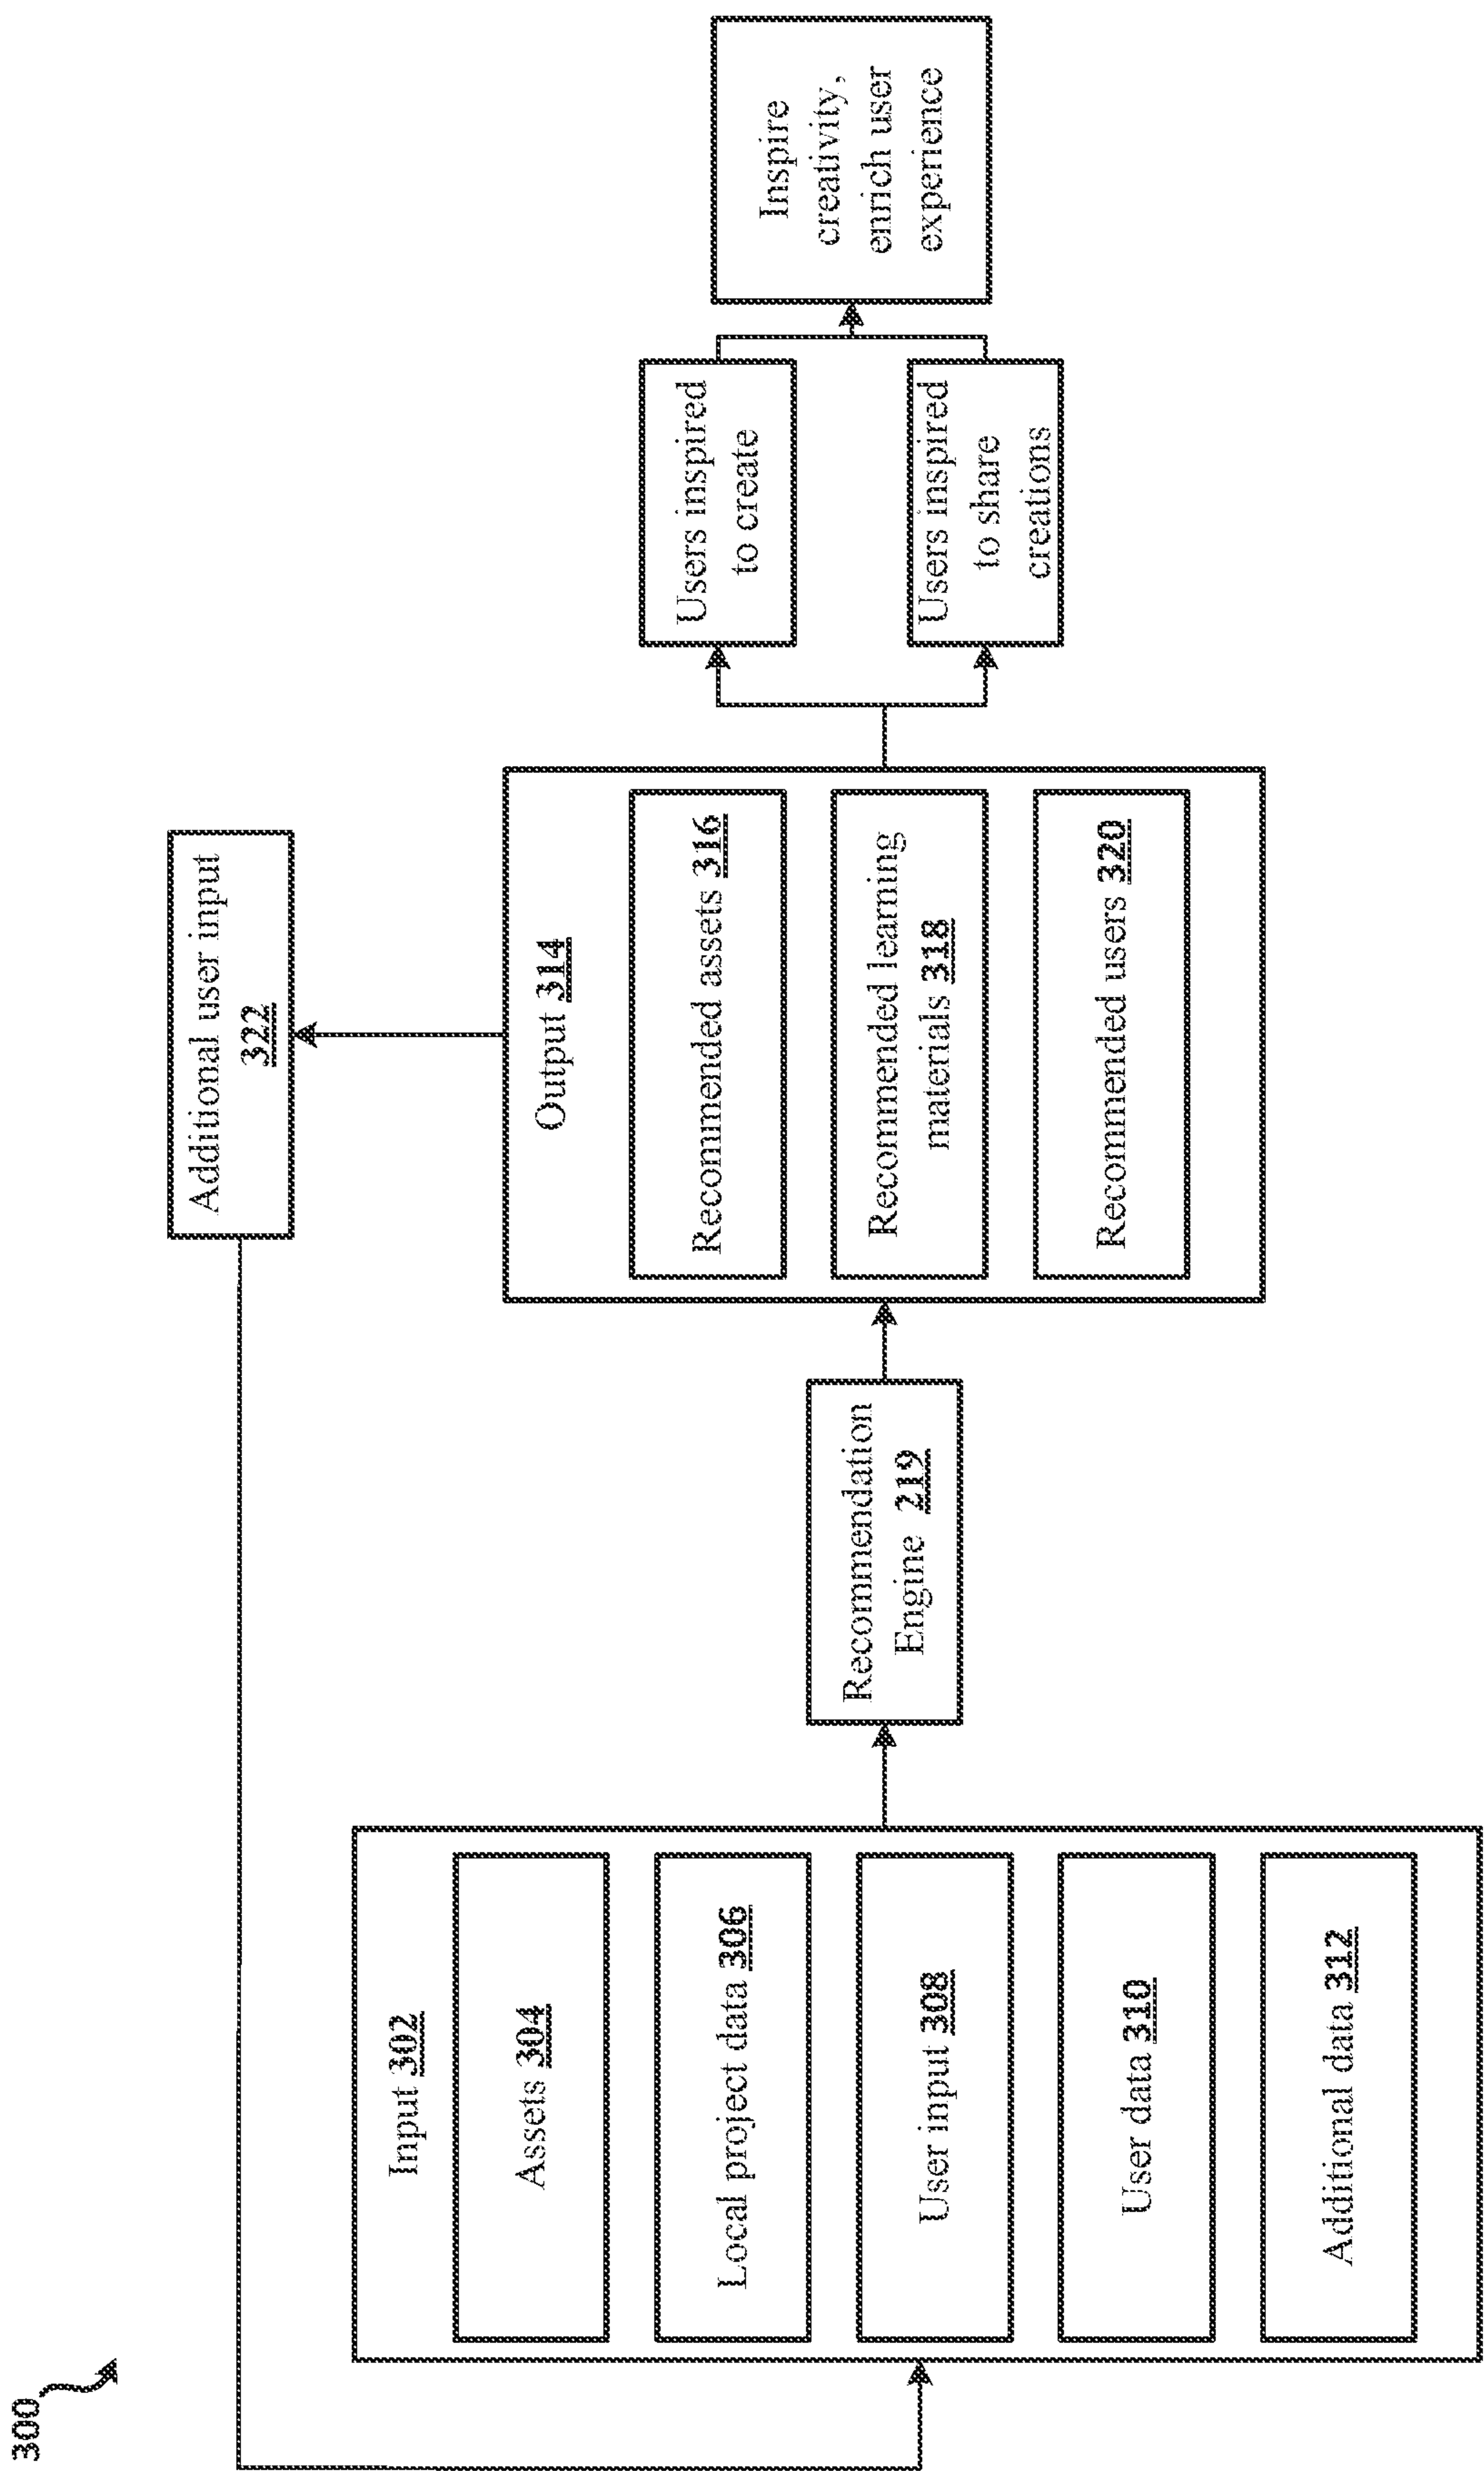 300
Input 302
Assets 304
Local project data 306
User input 308
User data 310
Additional data 312
Recommendation
Engine 219
Additional user input
322
Output 314
Recommended assets 316
Recommended learning
materials 318
Recommended users 320
Users inspired
to create
Users inspired
to share
creations
Inspire
creativity,
enrich user
experience